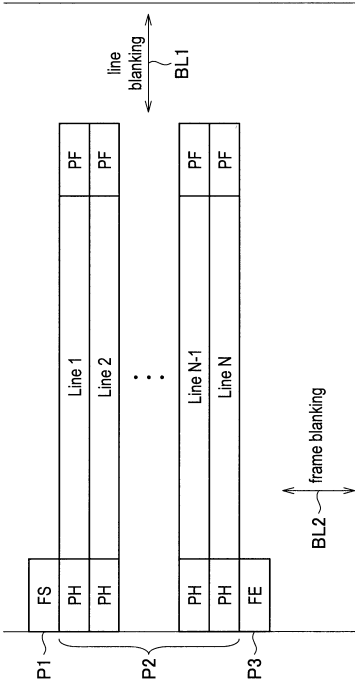 P1 FS
PH Line 1 PF
PH Line 2 PF
line
blanking
BL1
P2
PH Line N-1 PF
PH Line N PF
P3 FE
BL2 frame blanking